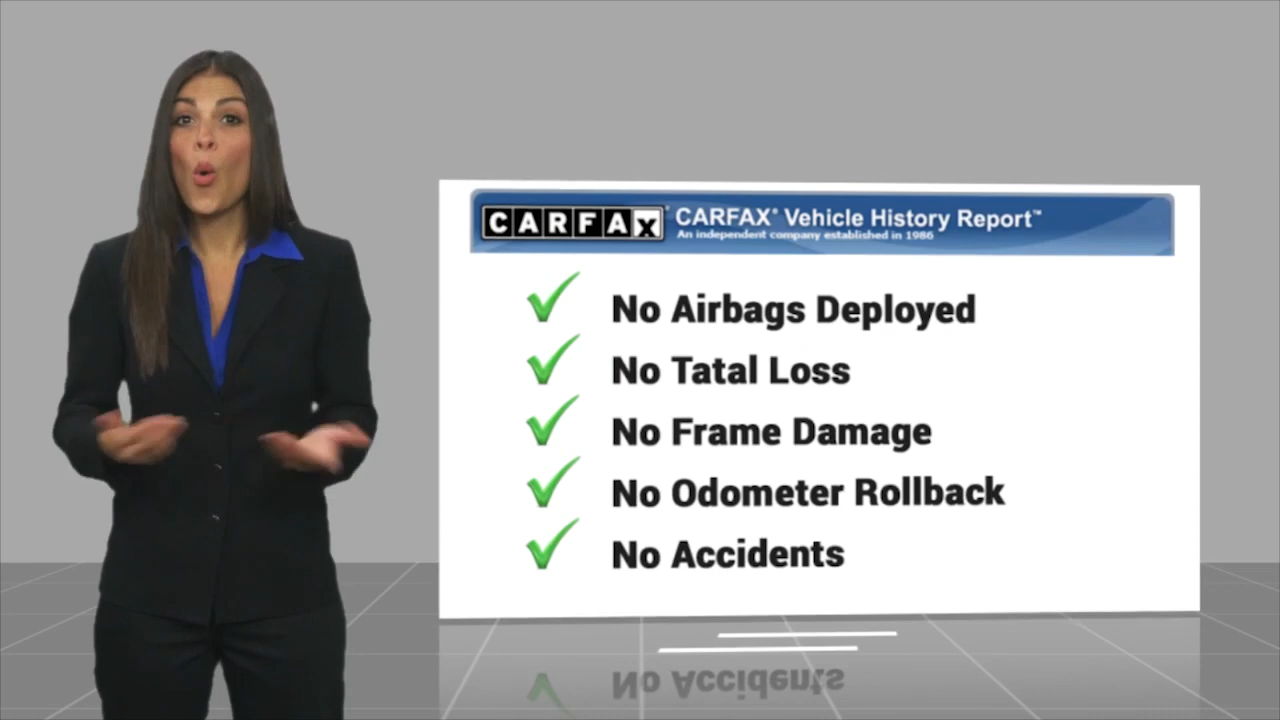 CARFAX CARFAX® Vehicle History Report™
An independent company established in 1986
No Airbags Deployed
No Tatal Loss
No Frame Damage
No Odometer Rollback
No Accidents
No Accidents